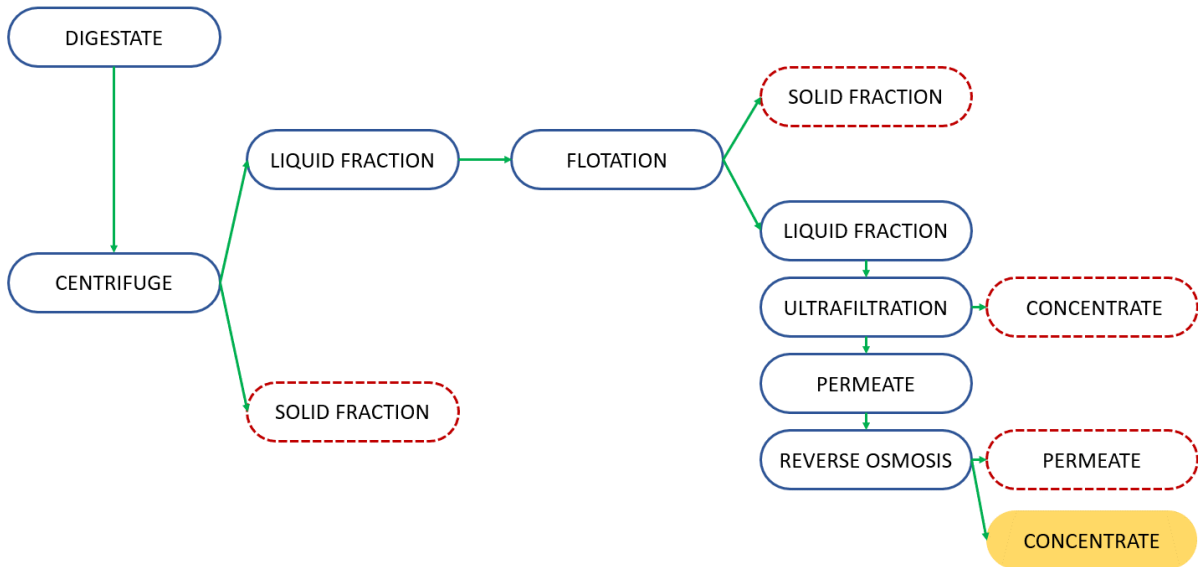 DIGESTATE
SOLID FRACTION
LIQUID FRACTION
FLOTATION
LIQUID FRACTION
CENTRIFUGE
ULTRAFILTRATION
CONCENTRATE
PERMEATE
SOLID FRACTION
REVERSE OSMOSIS
PERMEATE
CONCENTRATE